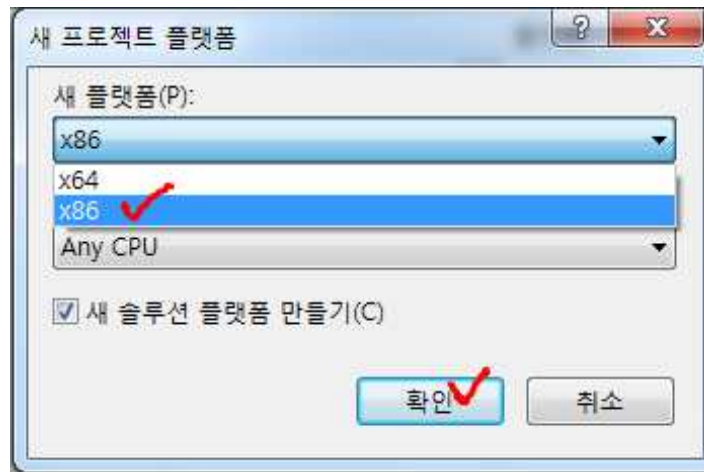 새 프로젝트 플랫폼
새 플랫폼(P):
x86
x64
x86
Any CPU
새 솔루션 플랫폼 만들기(C)
확인 취소